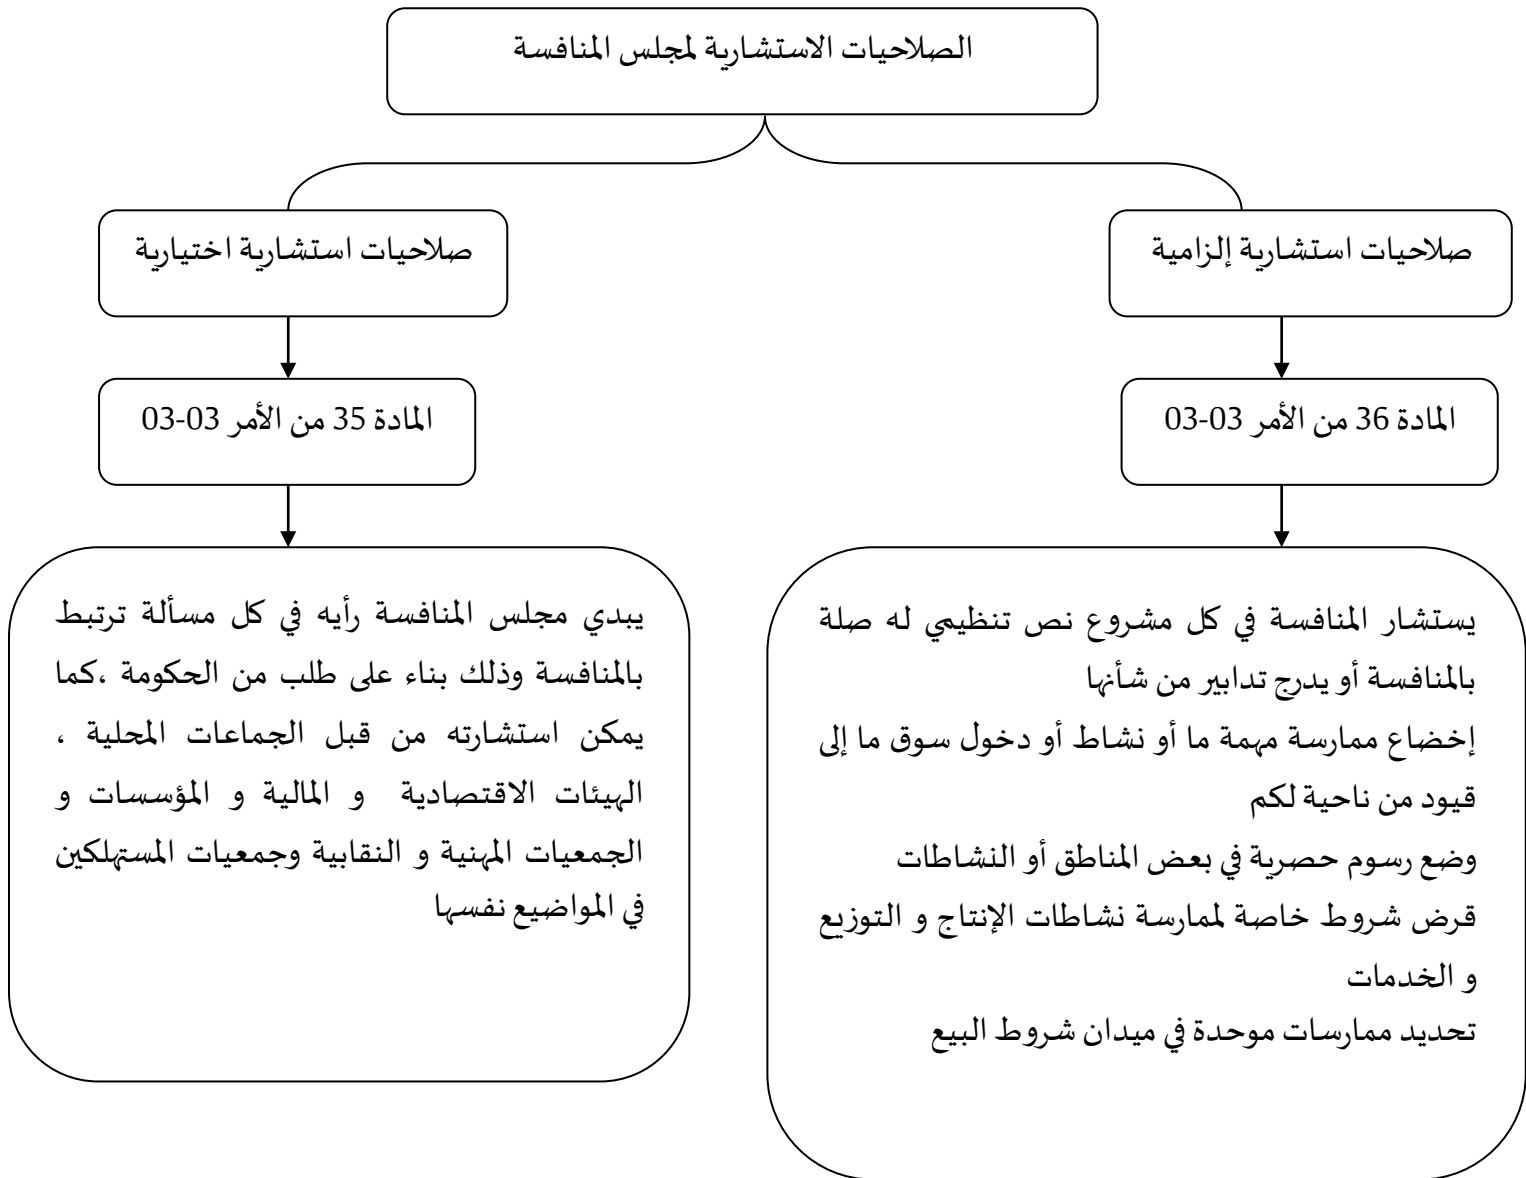 الصلاحيات الاستشارية لمجلس المنافسة
صلاحيات استشارية إلزامية
صلاحيات استشارية اختيارية
المادة 36 من الأمر 03-03
المادة 35 من الأمر 03-03
يستشار المنافسة في كل مشروع نص تنظيمي له صلة
بالمنافسة أو يدرج تدابير من شأنها
إخضاع ممارسة مهمة ما أو نشاط أو دخول سوق ما إلى
قيود من ناحية لكم
وضع رسوم حصرية في بعض المناطق أو النشاطات
قرض شروط خاصة لممارسة نشاطات الإنتاج و التوزيع
و الخدمات
تحديد ممارسات موحدة في ميدان شروط البيع
يبدي مجلس المنافسة رأيه في كل مسألة ترتبط
بالمنافسة وذلك بناء على طلب من الحكومة ،كما
يمكن استشارته من قبل الجماعات المحلية ،
الهيئات الاقتصادية و المالية و المؤسسات و
الجمعيات المهنية و النقابية وجمعيات المستهلكين
في المواضيع نفسها